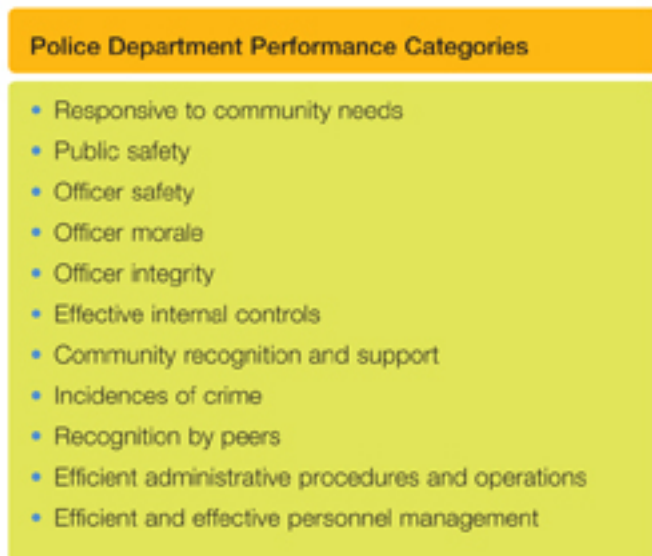 Police Department Performance Categories
• Responsive to community needs
• Public safety
• Officer safety
• Officer morale
• Officer integrity
• Effective internal controls
• Community recognition and support
• Incidences of crime
• Recognition by peers
• Efficient administrative procedures and operations
• Efficient and effective personnel management